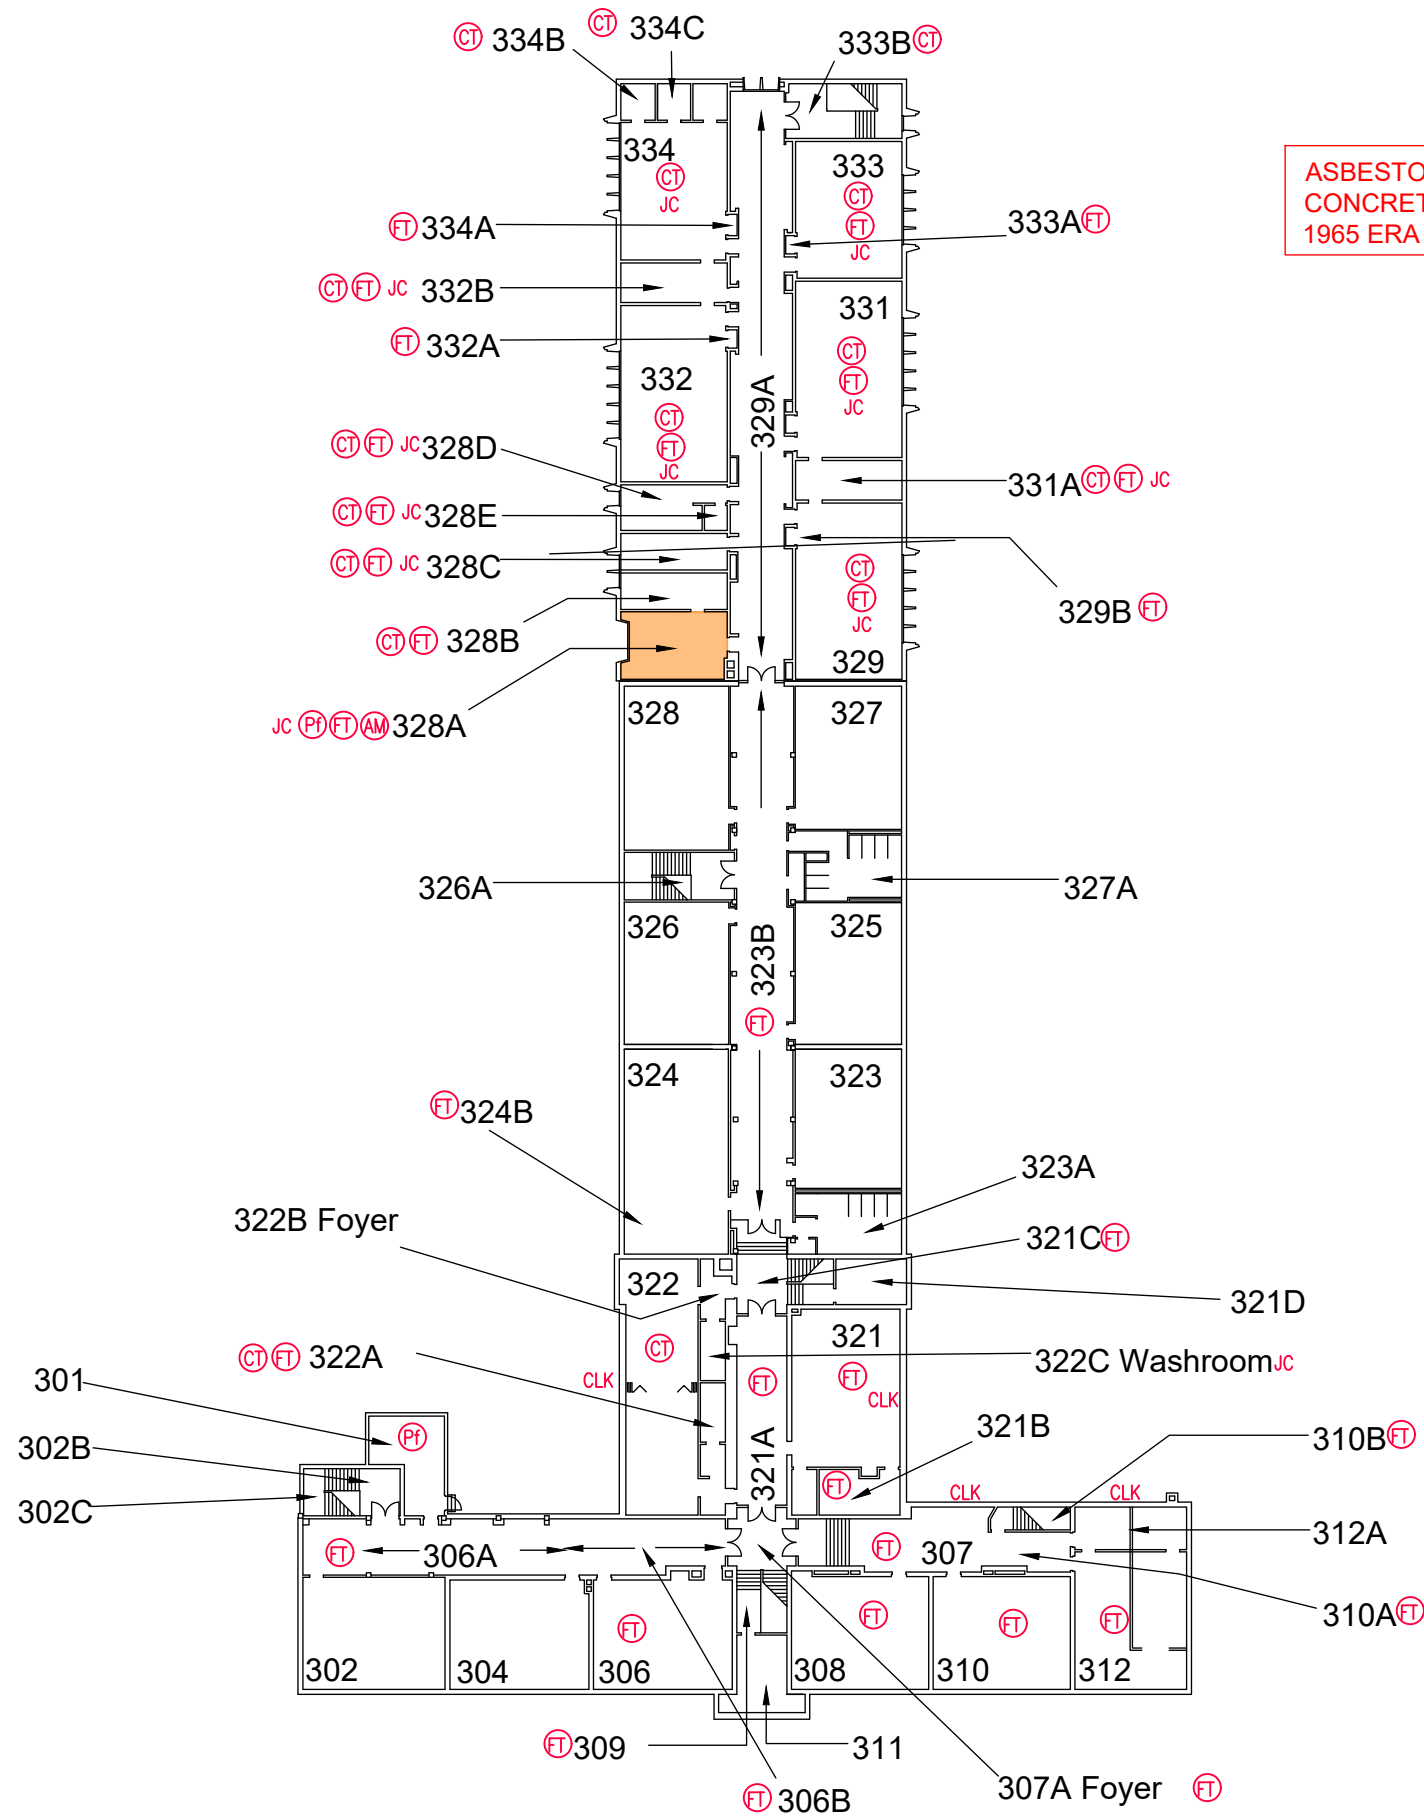 CT 334B
CT 334C
333B CT
ASBESTO
CONCRET
1965 ERA
334
CT
JC
333
CT
FT
JC
FT 334A
333A FT
CT FT JC 332B
331
CT
FT
JC
FT 332A
332
CT
FT
JC
329A
CT FT JC 328D
331A CT FT JC
CT FT JC 328E
CT FT JC 328C
CT
FT
JC
329
329B FT
CT FT 328B
JC Pf FT AM 328A
328
327
326A
327A
326
325
323B
FT
324
323
FT 324B
323A
322B Foyer
321C FT
322
321D
CT
321
FT
CLK
CT FT 322A
CLK
FT
322C Washroom JC
301
Pf
302B
302C
321A
321B
FT
310B FT
CLK
CLK
312A
FT
306A
FT
307
310A FT
302
304
FT
306
FT
308
FT
310
FT
312
FT 309
311
FT 306B
307A Foyer FT